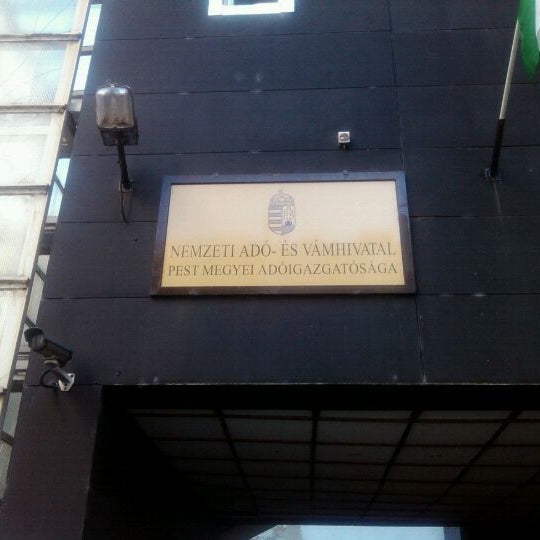 NEMZETI ADÓ- ÉS VÁMHIVATAL
PEST MEGYEI ADÓIGAZGATÓSÁGA